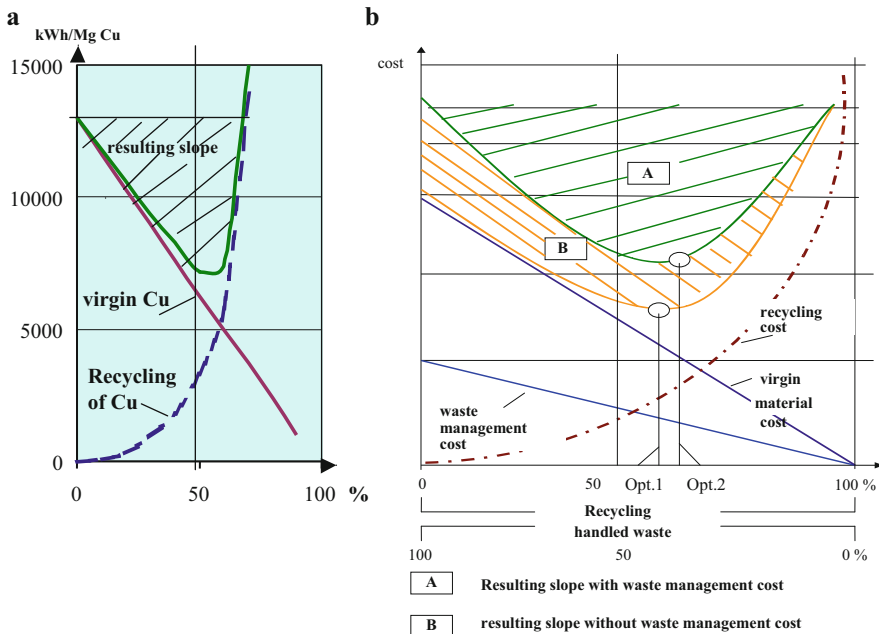 a
kWh/Mg Cu
15000
10000
5000
0
resulting slope
virgin Cu
Recycling
of Cu
0
50
100
%
b
cost
A
B
recycling
cost
virgin
material
cost
waste
management
cost
0
50
Opt.1
Opt.2
100 %
Recycling
handled waste
100
50
0 %
A Resulting slope with waste management cost
B resulting slope without waste management cost